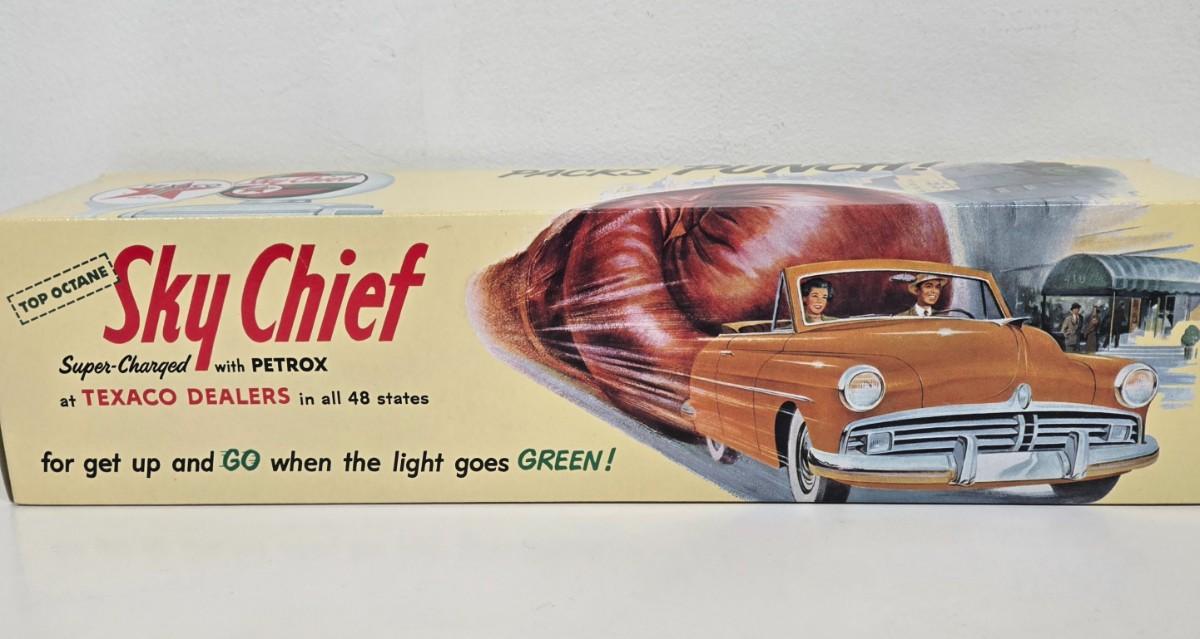 PACKS PUNCH!
TEXACO
TOP OCTANE
Sky Chief
Super-Charged with PETROX
at TEXACO DEALERS in all 48 states
for get up and GO when the light goes GREEN!